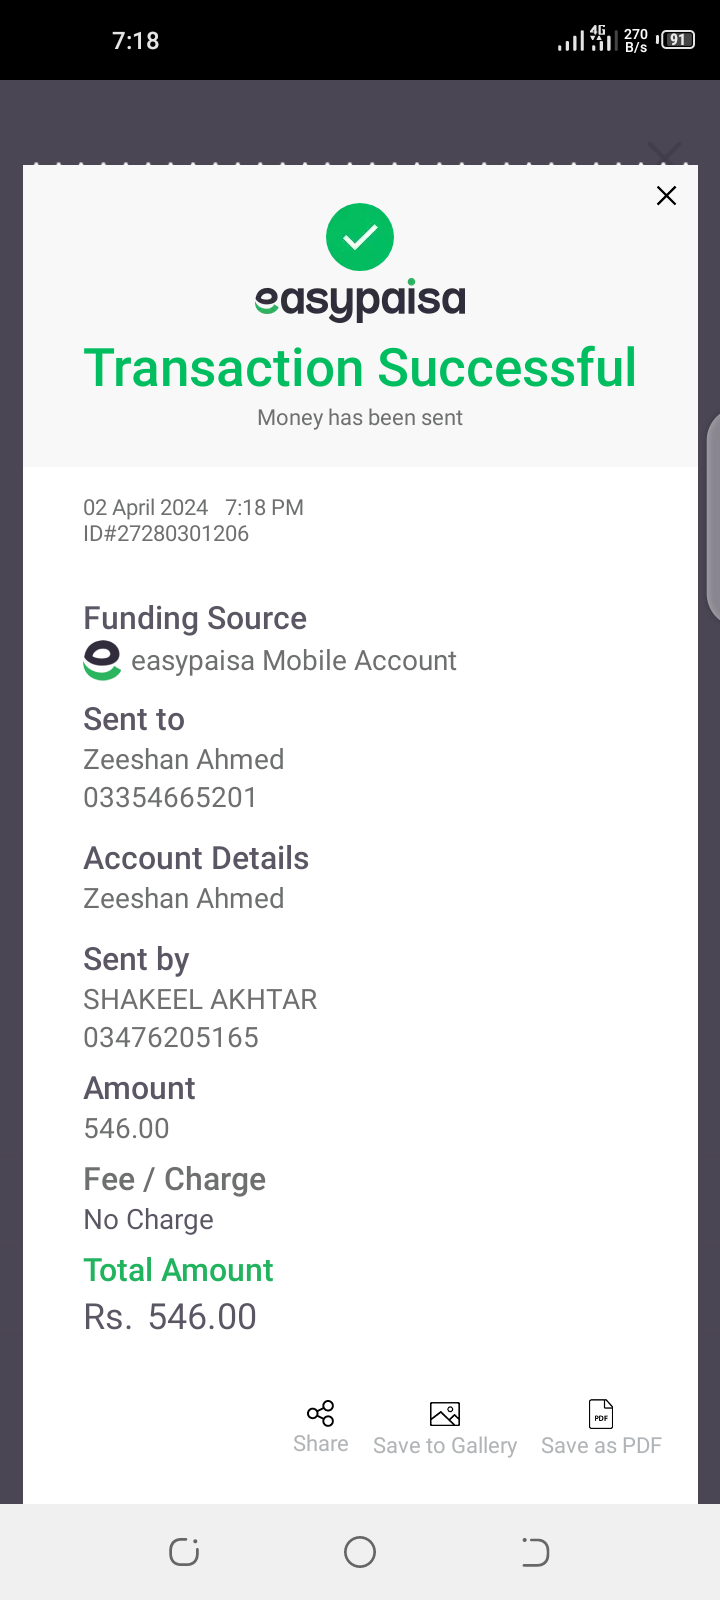 7:18
4G
270
B/s
91
easypaisa
Transaction Successful
Money has been sent
02 April 2024 7:18 PM
ID#27280301206
Funding Source
easypaisa Mobile Account
Sent to
Zeeshan Ahmed
03354665201
Account Details
Zeeshan Ahmed
Sent by
SHAKEEL AKHTAR
03476205165
Amount
546.00
Fee / Charge
No Charge
Total Amount
Rs. 546.00
PDF
Share
Save to Gallery
Save as PDF